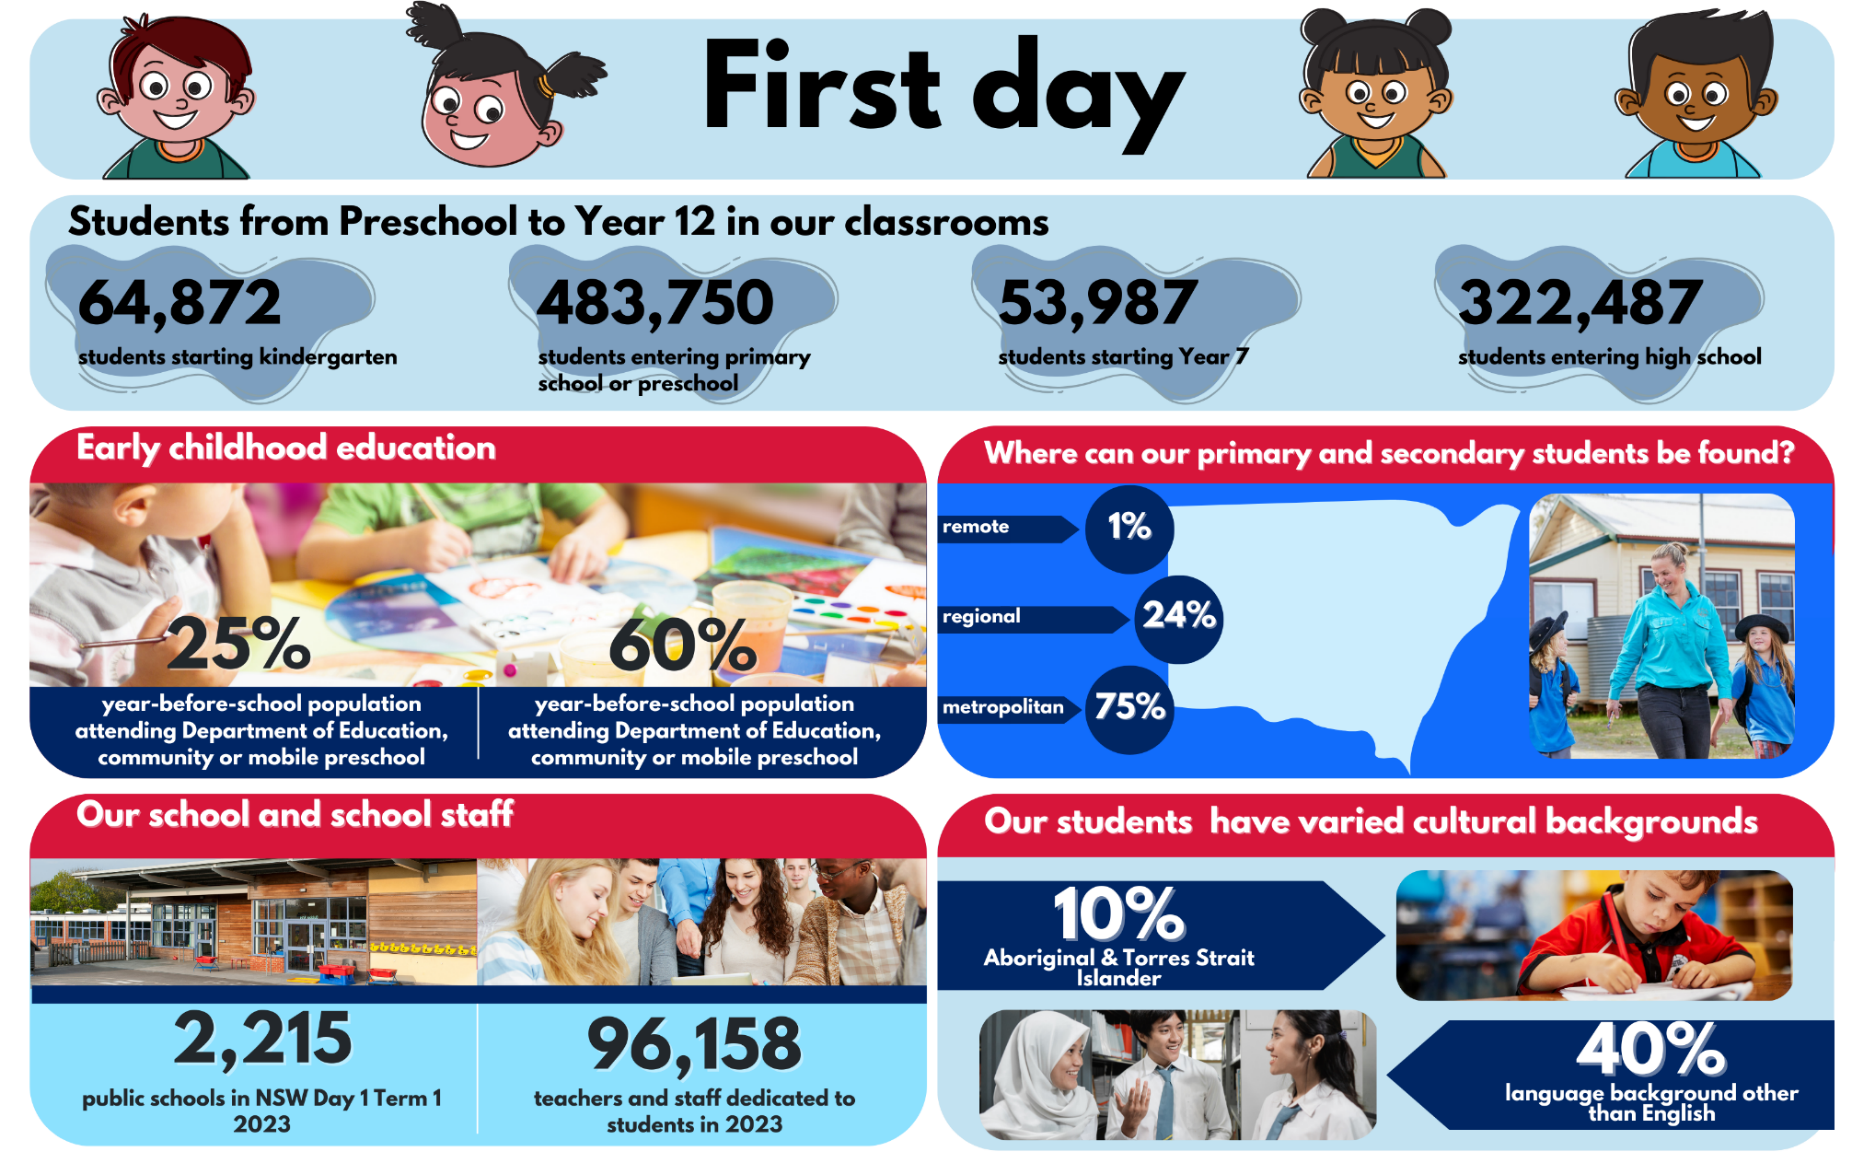 First day
Students from Preschool to Year 12 in our classrooms
64,872
students starting kindergarten
483,750
students entering primary
school or preschool
53,987
students starting Year 7
322,487
students entering high school
Early childhood education
25%
year-before-school population
attending Department of Education,
community or mobile preschool
60%
year-before-school population
attending Department of Education,
community or mobile preschool
Where can our primary and secondary students be found?
remote
1%
regional
24%
metropolitan
75%
Our school and school staff
2,215
public schools in NSW Day 1 Term 1
2023
96,158
teachers and staff dedicated to
students in 2023
Our students have varied cultural backgrounds
10%
Aboriginal & Torres Strait
Islander
40%
language background other
than English